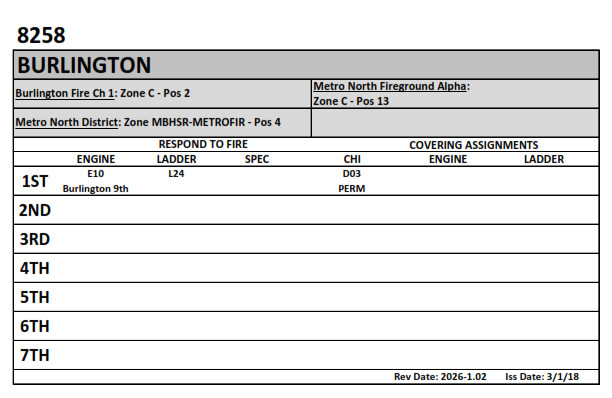 8258
BURLINGTON
Burlington Fire Ch 1: Zone C - Pos 2
Metro North Fireground Alpha:
Zone C - Pos 13
Metro North District: Zone MBHSR-METROFIR - Pos 4
RESPOND TO FIRE COVERING ASSIGNMENTS
ENGINE LADDER SPEC CHI ENGINE LADDER
1ST E10 L24 D03
Burlington 9th PERM
2ND
3RD
4TH
5TH
6TH
7TH
Rev Date: 2026-1.02 Iss Date: 3/1/18